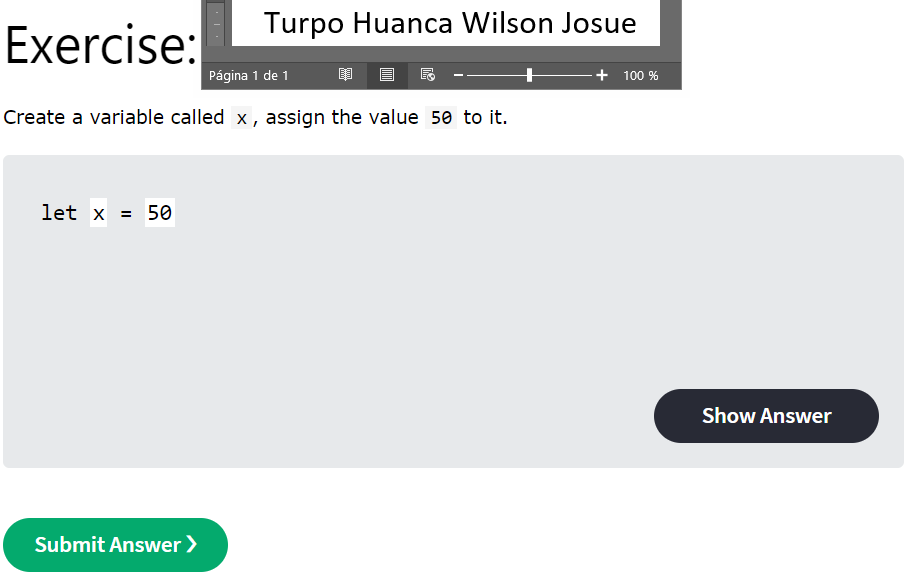 Turpo Huanca Wilson Josue
Exercise:
Página 1 de 1 100 %
Create a variable called x, assign the value 50 to it.
let x = 50
Show Answer
Submit Answer ❯